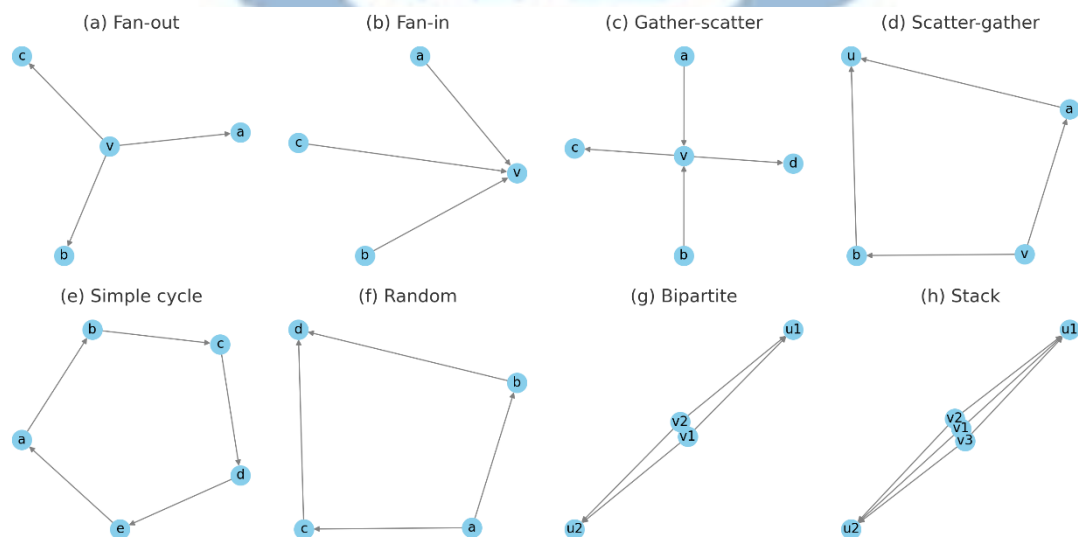 (a) Fan-out
(b) Fan-in
(c) Gather-scatter
(d) Scatter-gather
c
v
a
b
a
c
v
b
a
c
v
d
b
u
a
b
v
(e) Simple cycle
(f) Random
(g) Bipartite
(h) Stack
b
c
a
d
e
d
b
c
a
u1
v2
v1
u2
u1
v2
v1
v3
u2